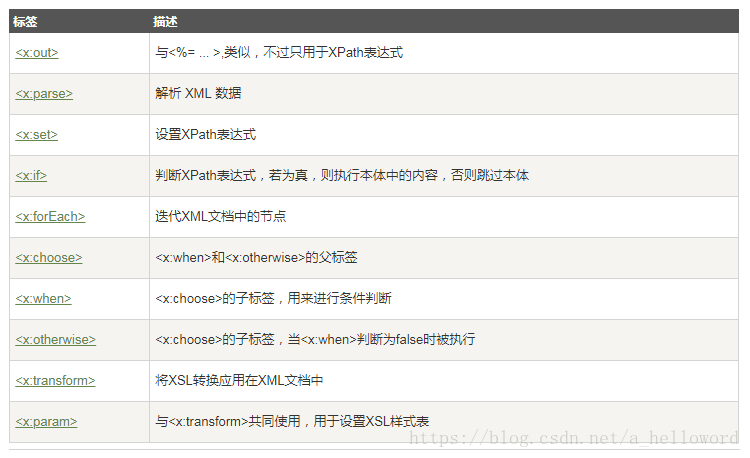 标签 描述
<x:out> 与<%= ... >,类似，不过只用于XPath表达式
<x:parse> 解析 XML 数据
<x:set> 设置XPath表达式
<x:if> 判断XPath表达式，若为真，则执行本体中的内容，否则跳过本体
<x:forEach> 迭代XML文档中的节点
<x:choose> <x:when>和<x:otherwise>的父标签
<x:when> <x:choose>的子标签，用来进行条件判断
<x:otherwise> <x:choose>的子标签，当<x:when>判断为false时被执行
<x:transform> 将XSL转换应用在XML文档中
<x:param> 与<x:transform>共同使用，用于设置XSL样式表
https://blog.csdn.net/a_helloword